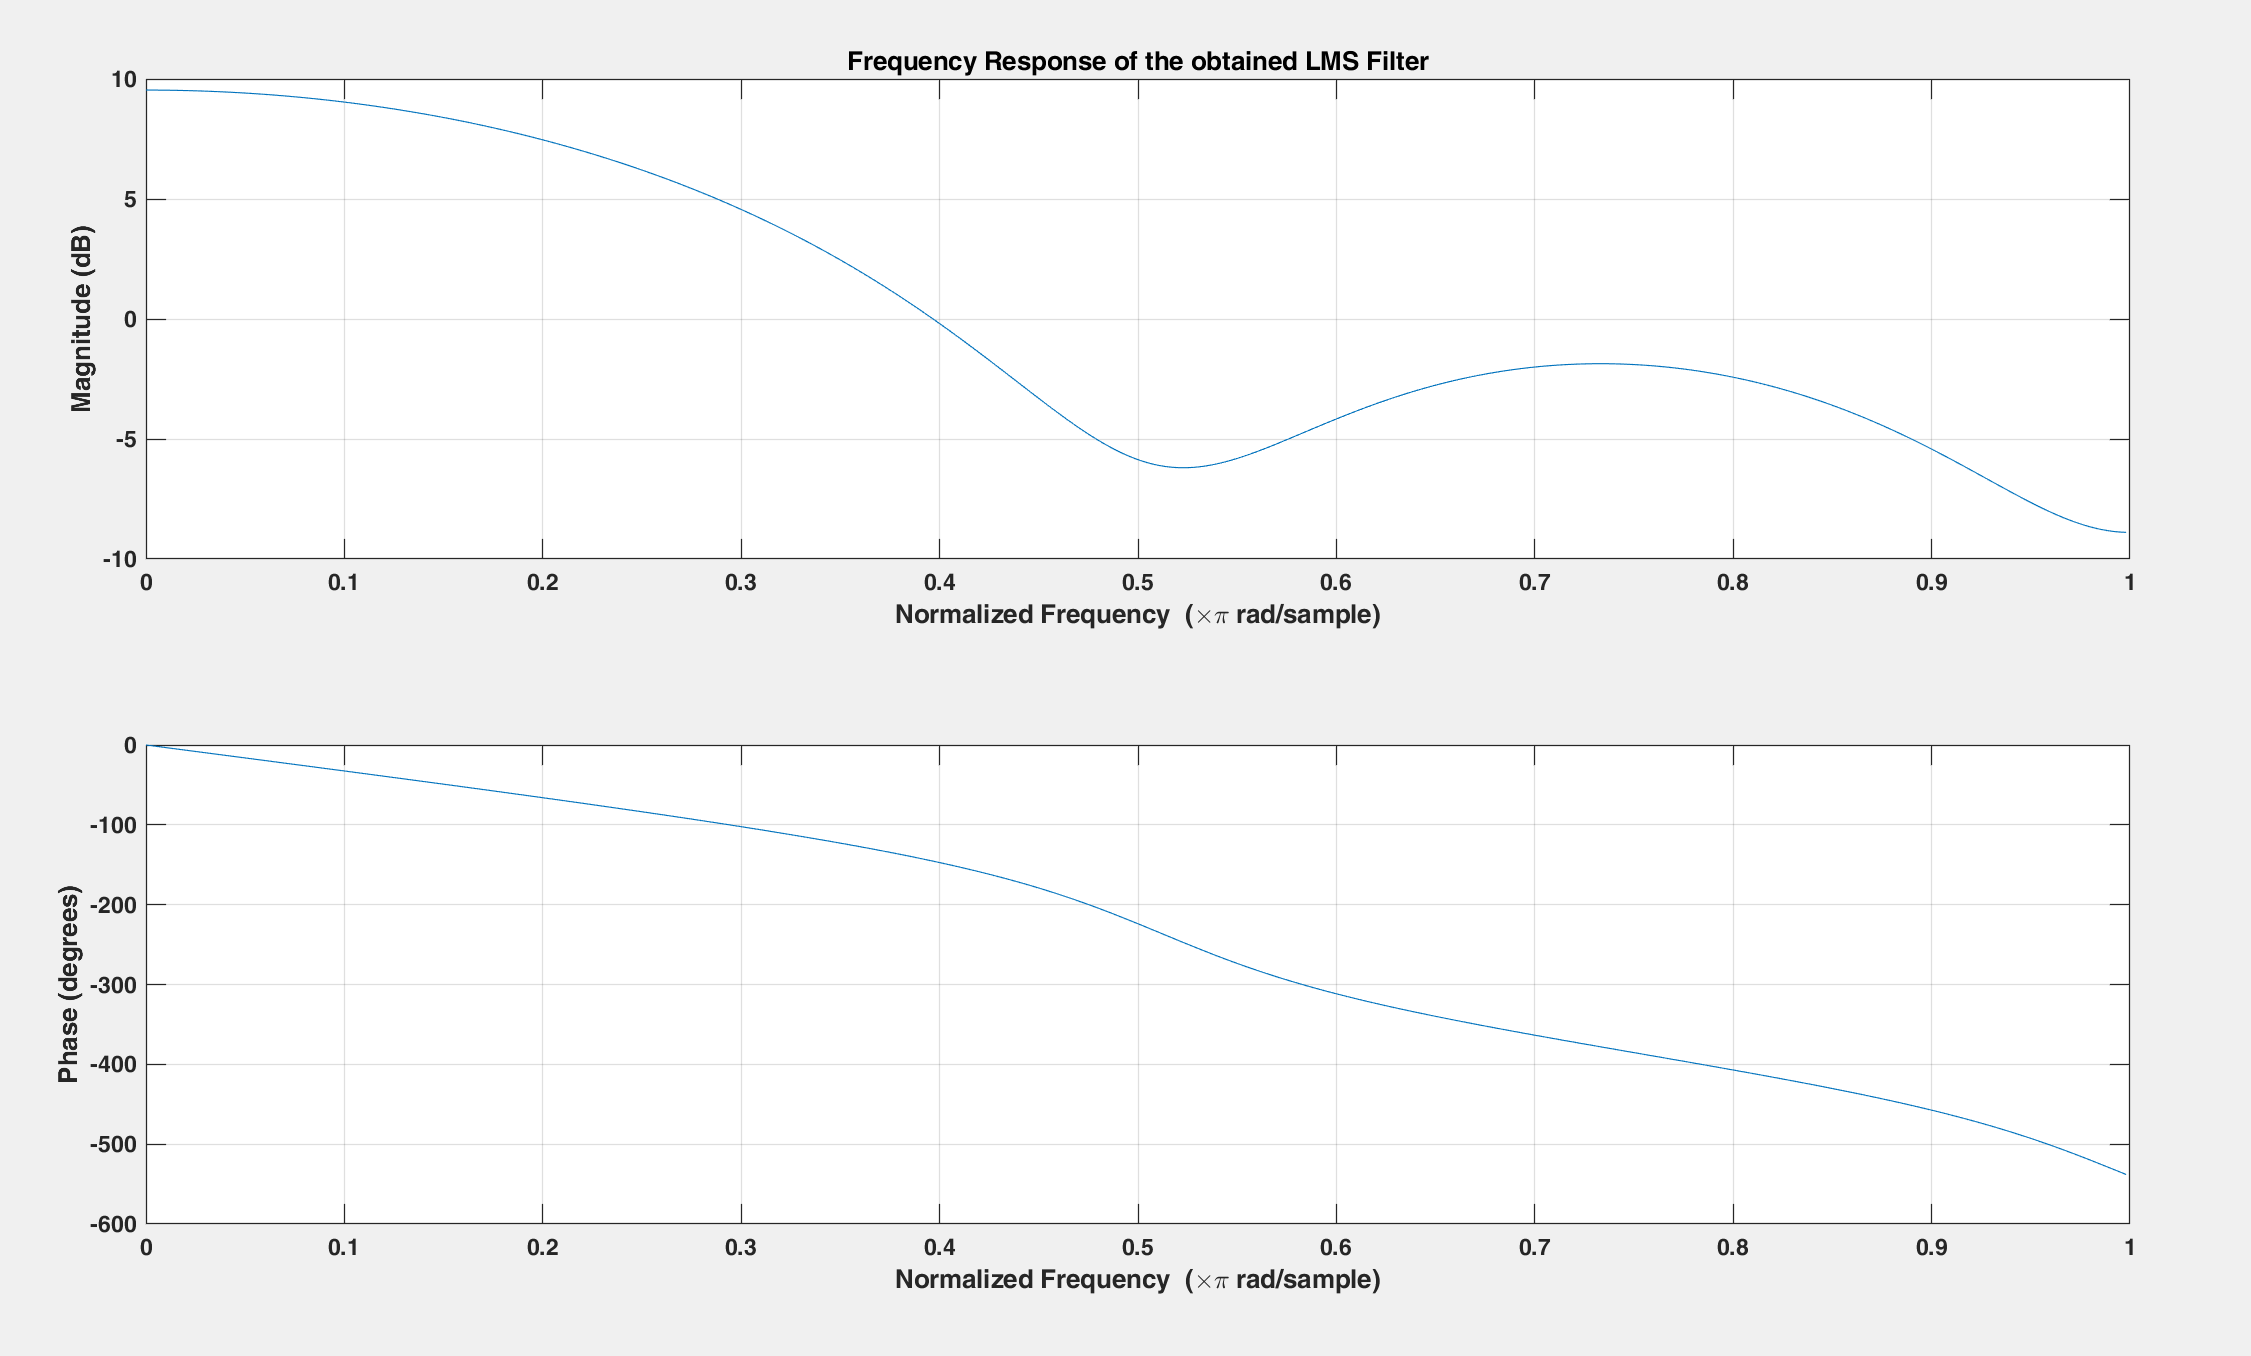 Frequency Response of the obtained LMS Filter
10
5
0
-5
-10
Magnitude (dB)
0 0.1 0.2 0.3 0.4 0.5 0.6 0.7 0.8 0.9 1
Normalized Frequency (×π rad/sample)
0
-100
-200
-300
-400
-500
-600
Phase (degrees)
0 0.1 0.2 0.3 0.4 0.5 0.6 0.7 0.8 0.9 1
Normalized Frequency (×π rad/sample)